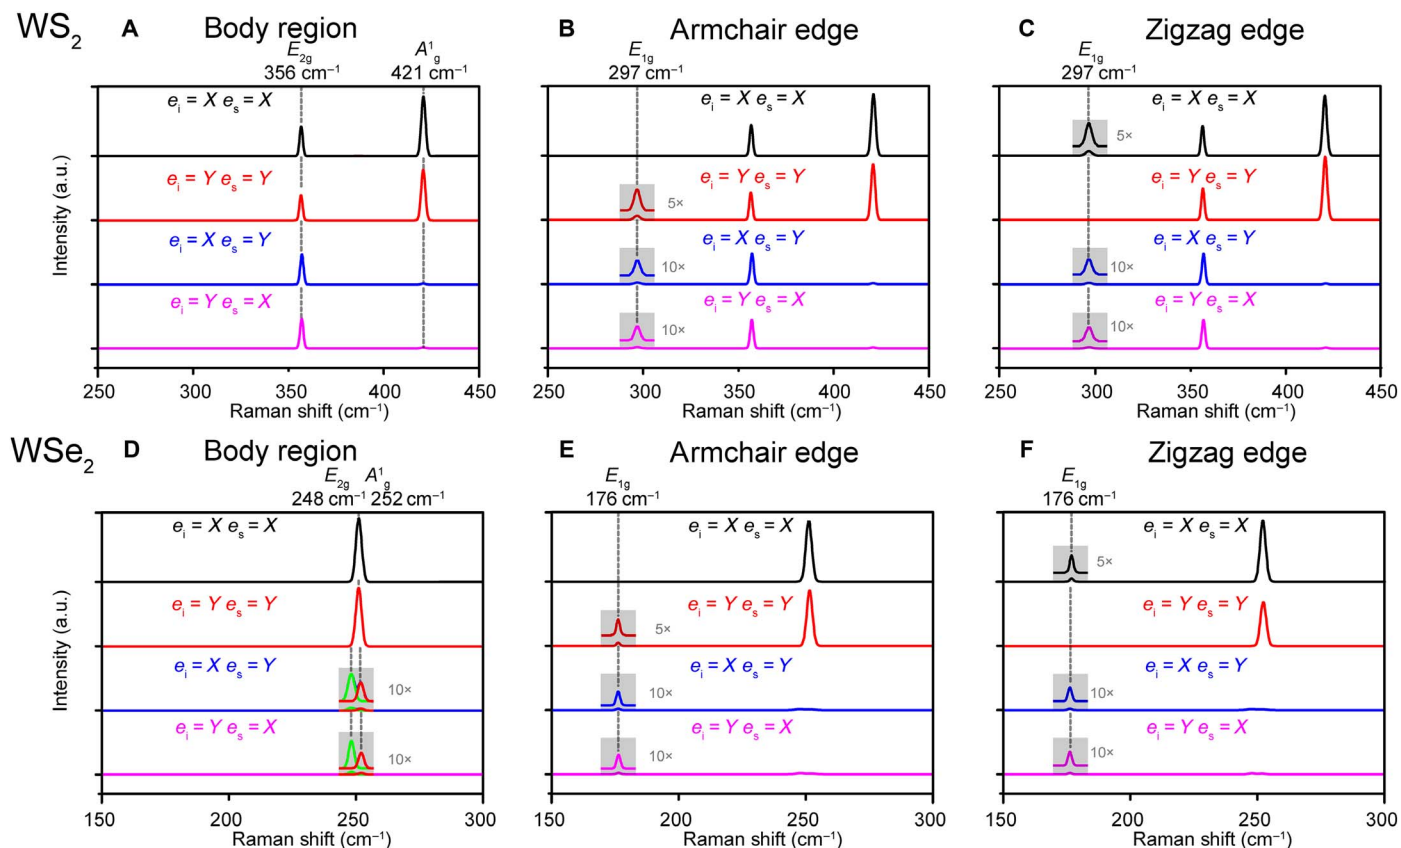 WS2 A Body region B Armchair edge C Zigzag edge
E2g A1g E1g E1g
356 cm−1 421 cm−1 297 cm−1 297 cm−1
ei = X es = X ei = X es = X ei = X es = X
5×
ei = Y es = Y ei = Y es = Y ei = Y es = Y
5×
ei = X es = Y ei = X es = Y ei = X es = Y
10× 10×
ei = Y es = X ei = Y es = X ei = Y es = X
10× 10×
Intensity (a.u.)
250 300 350 400 450 250 300 350 400 450 250 300 350 400 450
Raman shift (cm−1) Raman shift (cm−1) Raman shift (cm−1)
WSe2 D Body region E Armchair edge F Zigzag edge
E2g A1g E1g E1g
248 cm−1 252 cm−1 176 cm−1 176 cm−1
ei = X es = X ei = X es = X ei = X es = X
5×
ei = Y es = Y ei = Y es = Y ei = Y es = Y
5×
ei = X es = Y ei = X es = Y ei = X es = Y
10× 10× 10×
ei = Y es = X ei = Y es = X ei = Y es = X
10× 10× 10×
Intensity (a.u.)
150 200 250 300 150 200 250 300 150 200 250 300
Raman shift (cm−1) Raman shift (cm−1) Raman shift (cm−1)